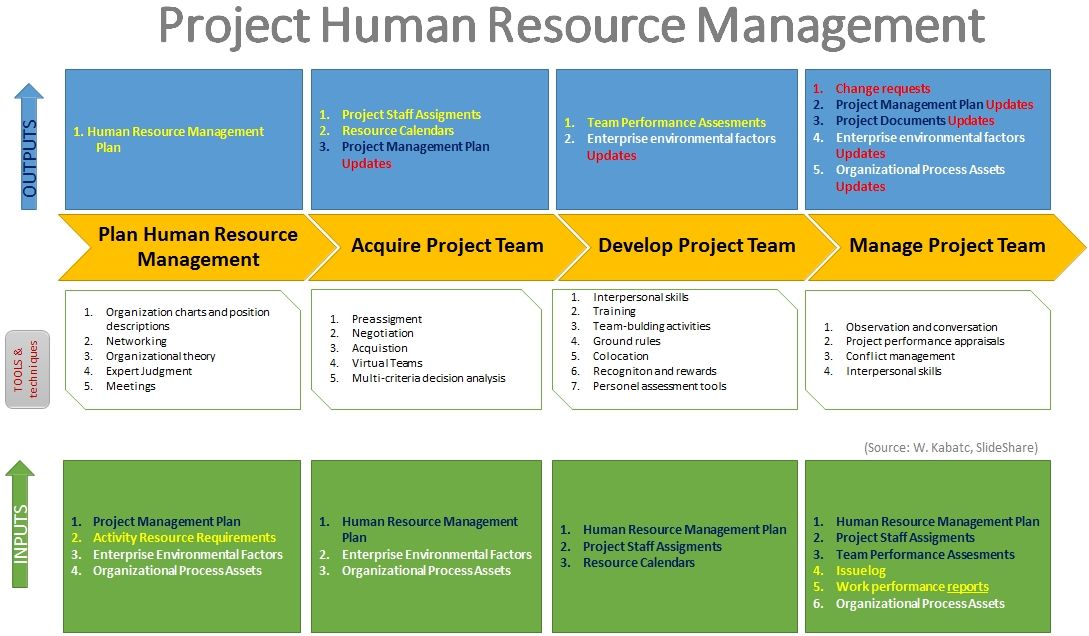 Project Human Resource Management
OUTPUTS
1. Human Resource Management
Plan
1. Project Staff Assigments
2. Resource Calendars
3. Project Management Plan
Updates
1. Team Performance Assesments
2. Enterprise environmental factors
Updates
1. Change requests
2. Project Management Plan Updates
3. Project Documents Updates
4. Enterprise environmental factors
Updates
5. Organizational Process Assets
Updates
Plan Human Resource
Management
Acquire Project Team
Develop Project Team
Manage Project Team
TOOLS &
techniques
1. Organization charts and position
descriptions
2. Networking
3. Organizational theory
4. Expert Judgment
5. Meetings
1. Preassigment
2. Negotiation
3. Acquistion
4. Virtual Teams
5. Multi-criteria decision analysis
1. Interpersonal skills
2. Training
3. Team-bulding activities
4. Ground rules
5. Colocation
6. Recogniton and rewards
7. Personel assessment tools
1. Observation and conversation
2. Project performance appraisals
3. Conflict management
4. Interpersonal skills
(Source: W. Kabatc, SlideShare)
INPUTS
1. Project Management Plan
2. Activity Resource Requirements
3. Enterprise Environmental Factors
4. Organizational Process Assets
1. Human Resource Management
Plan
2. Enterprise Environmental Factors
3. Organizational Process Assets
1. Human Resource Management Plan
2. Project Staff Assigments
3. Resource Calendars
1. Human Resource Management Plan
2. Project Staff Assigments
3. Team Performance Assesments
4. Issue log
5. Work performance reports
6. Organizational Process Assets